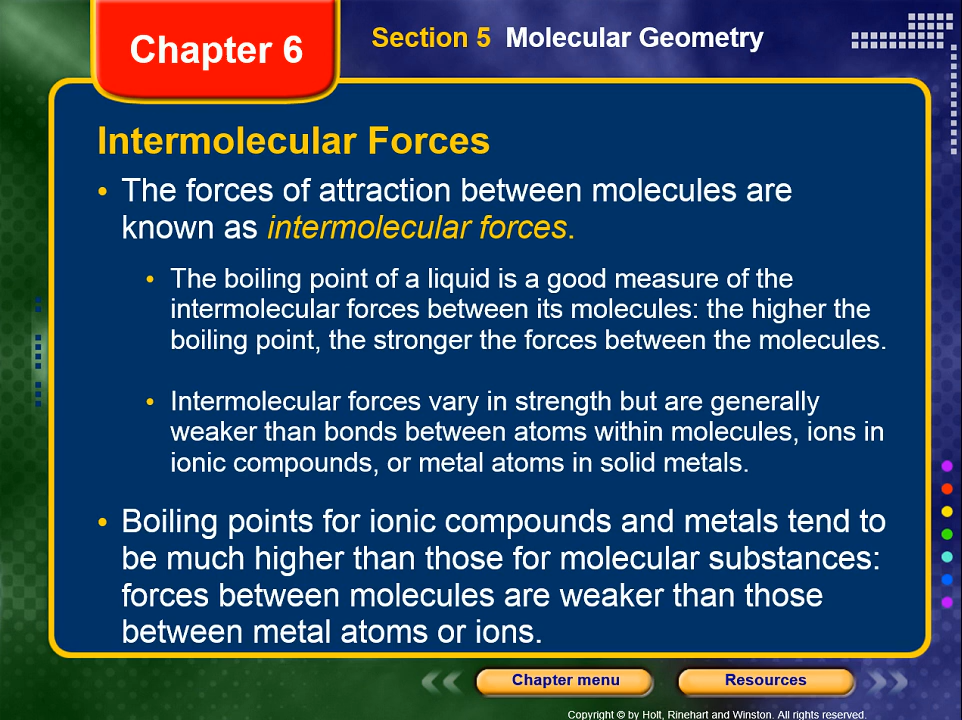 Chapter 6
Section 5 Molecular Geometry
Intermolecular Forces
• The forces of attraction between molecules are
known as intermolecular forces.
• The boiling point of a liquid is a good measure of the
intermolecular forces between its molecules: the higher the
boiling point, the stronger the forces between the molecules.
• Intermolecular forces vary in strength but are generally
weaker than bonds between atoms within molecules, ions in
ionic compounds, or metal atoms in solid metals.
• Boiling points for ionic compounds and metals tend to
be much higher than those for molecular substances:
forces between molecules are weaker than those
between metal atoms or ions.
Chapter menu
Resources
Copyright © by Holt, Rinehart and Winston. All rights reserved.